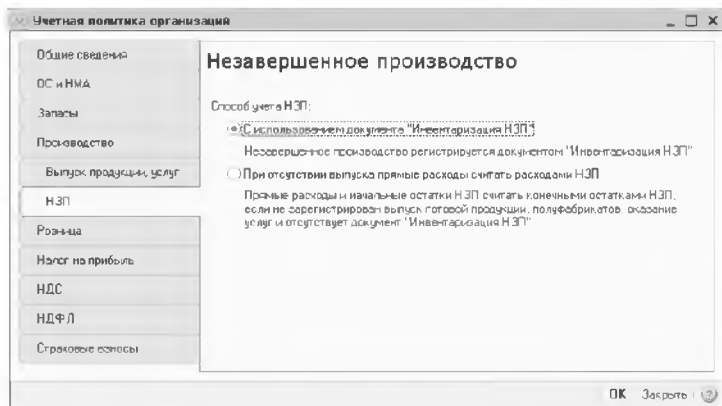 Учетная политика организаций
Общие сведения
ОС и НМА
Запасы
Производство
Выпуск продукции, услуг
НЗП
Розница
Налог на прибыль
НДС
НДФЛ
Страховые взносы
Незавершенное производство
Способ учета НЗП:
С использованием документа "Инвентаризация НЗП"
Незавершенное производство регистрируется документом "Инвентаризация НЗП"
При отсутствии выпуска прямые расходы считать расходами НЗП
Прямые расходы и начальные остатки НЗП считать конечными остатками НЗП,
если не зарегистрирован выпуск готовой продукции, полуфабрикатов, оказание
услуг и отсутствует документ "Инвентаризация НЗП"
OK Закрыть ?